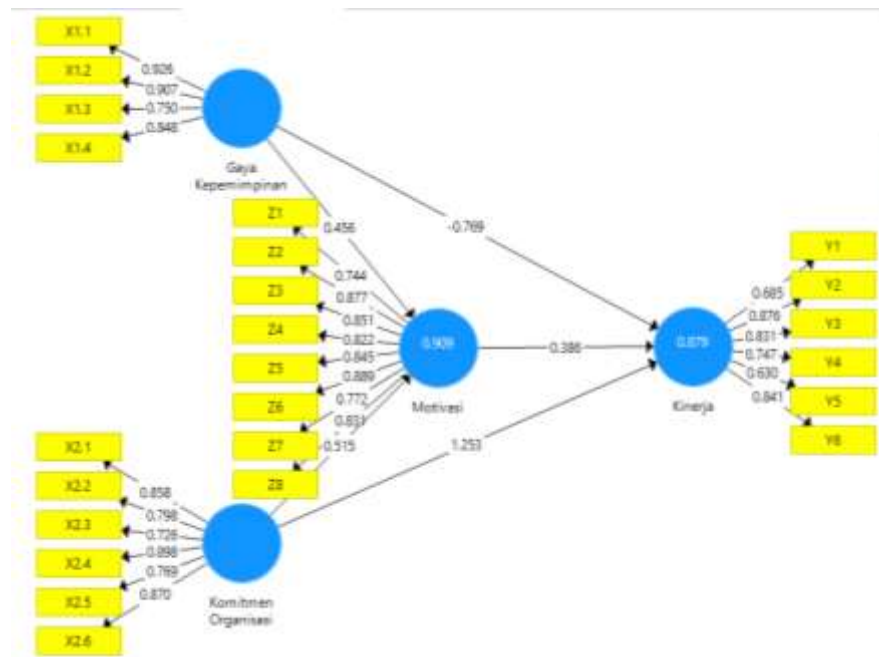 X1.1
X1.2
X1.3
X1.4
0.926
0.907
0.750
0.848
Gaya
Kepemimpinan
Z1
Z2
Z3
Z4
Z5
Z6
Z7
Z8
0.456
0.744
0.877
0.851
0.822
0.845
0.889
0.772
0.831
0.515
-0.769
0.909
Motivasi
0.386
1.253
0.879
Kinerja
0.685
0.876
0.831
0.747
0.630
0.841
Y1
Y2
Y3
Y4
Y5
Y6
X2.1
X2.2
X2.3
X2.4
X2.5
X2.6
0.858
0.798
0.726
0.898
0.769
0.870
Komitmen
Organisasi